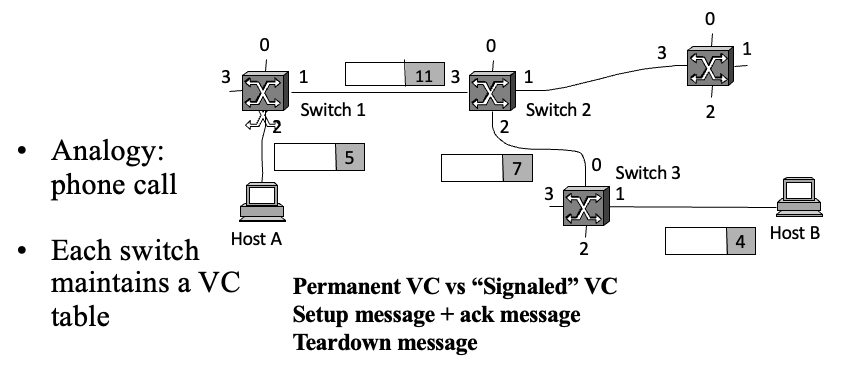 0
0
0
3
1
11
3
1
3
1
Switch 1
Switch 2
2
2
2
• Analogy:
phone call
5
7
0
Switch 3
3
1
Host A
2
4
Host B
• Each switch
maintains a VC
table
Permanent VC vs “Signaled” VC
Setup message + ack message
Teardown message